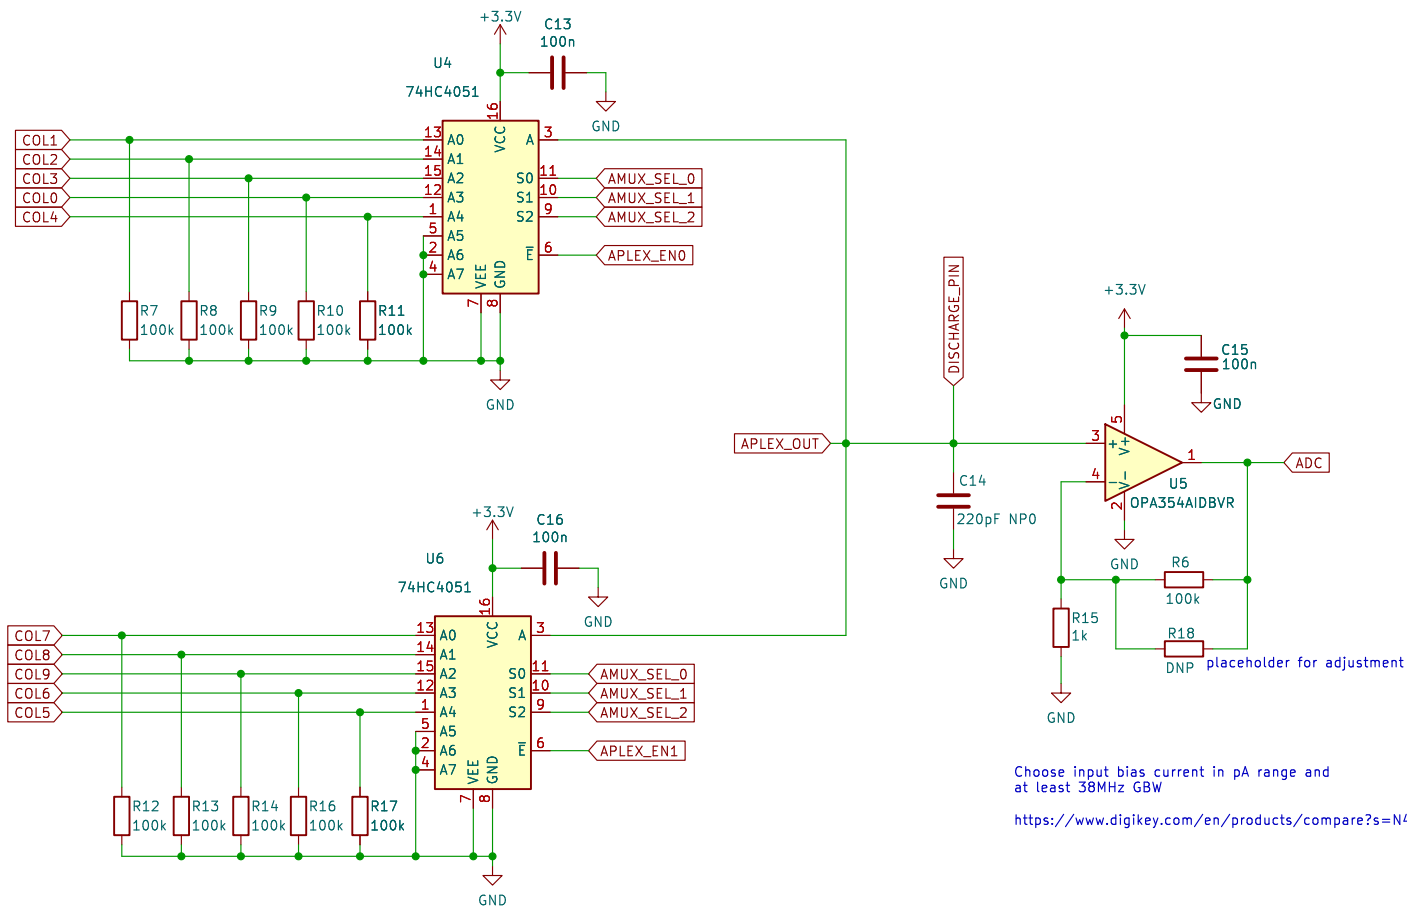 +3.3V
C13
100n
GND
U4
74HC4051
COL1
COL2
COL3
COL0
COL4
13
14
15
12
1
5
2
4
A0
A1
A2
A3
A4
A5
A6
A7
16
VCC
VEE
GND
7
8
A
S0
S1
S2
E
3
11
10
9
6
AMUX_SEL_0
AMUX_SEL_1
AMUX_SEL_2
APLEX_EN0
R7
100k
R8
100k
R9
100k
R10
100k
R11
100k
GND
DISCHARGE_PIN
APLEX_OUT
C14
220pF NP0
GND
+3.3V
C15
100n
GND
3
4
5
2
1
+
-
V+
V-
U5
OPA354AIDBVR
GND
ADC
R6
100k
R15
1k
R18
DNP
placeholder for adjustment
GND
+3.3V
C16
100n
GND
U6
74HC4051
COL7
COL8
COL9
COL6
COL5
13
14
15
12
1
5
2
4
A0
A1
A2
A3
A4
A5
A6
A7
16
VCC
VEE
GND
7
8
A
S0
S1
S2
E
3
11
10
9
6
AMUX_SEL_0
AMUX_SEL_1
AMUX_SEL_2
APLEX_EN1
R12
100k
R13
100k
R14
100k
R16
100k
R17
100k
GND
Choose input bias current in pA range and
at least 38MHz GBW
https://www.digikey.com/en/products/compare?s=N4